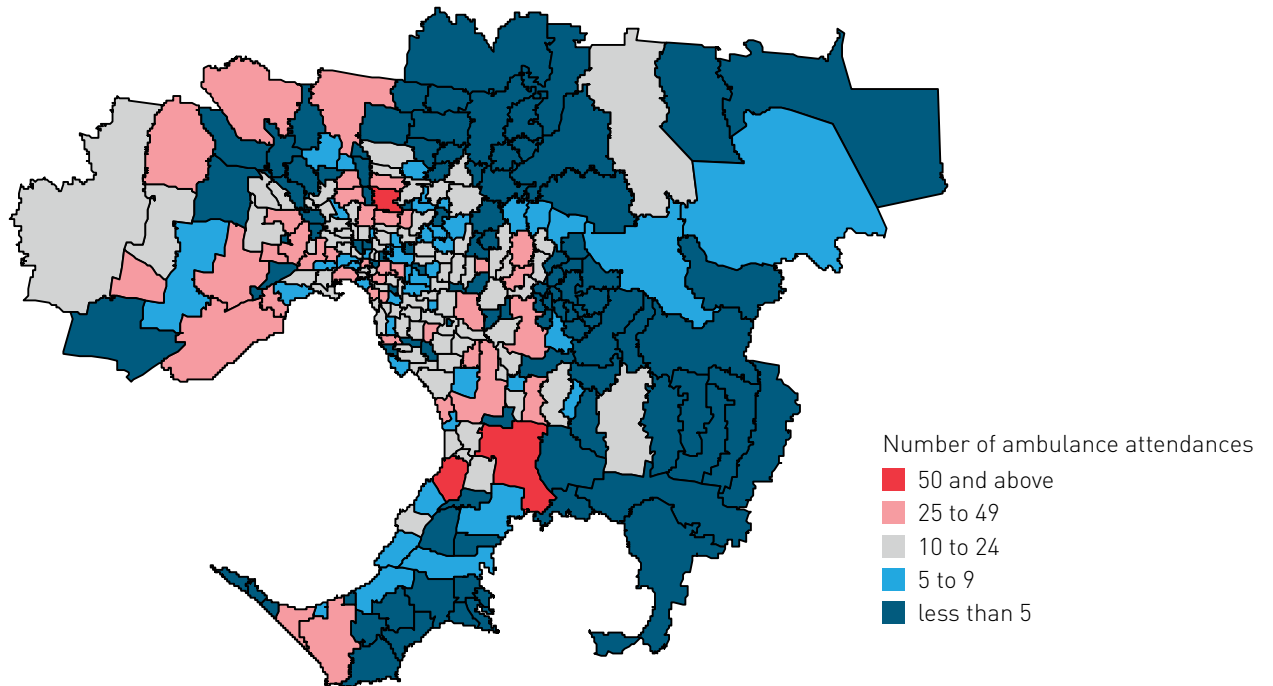 Number of ambulance attendances
50 and above
25 to 49
10 to 24
5 to 9
less than 5